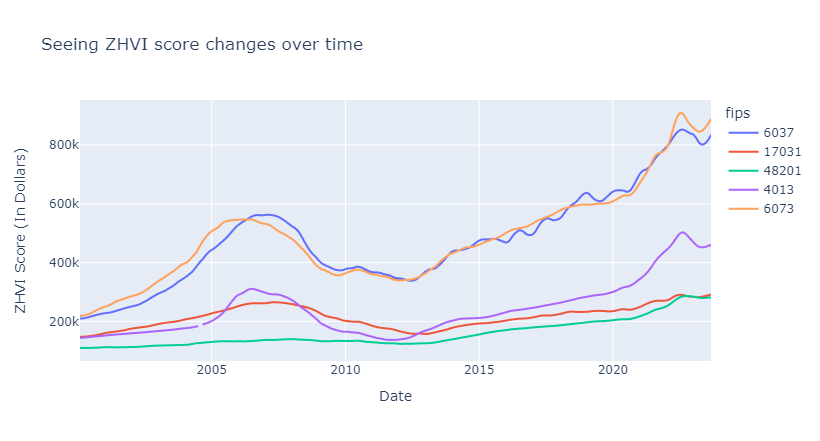 Seeing ZHVI score changes over time
fips
6037
17031
48201
4013
6073
ZHVI Score (In Dollars)
800k
600k
400k
200k
2005
2010
2015
2020
Date